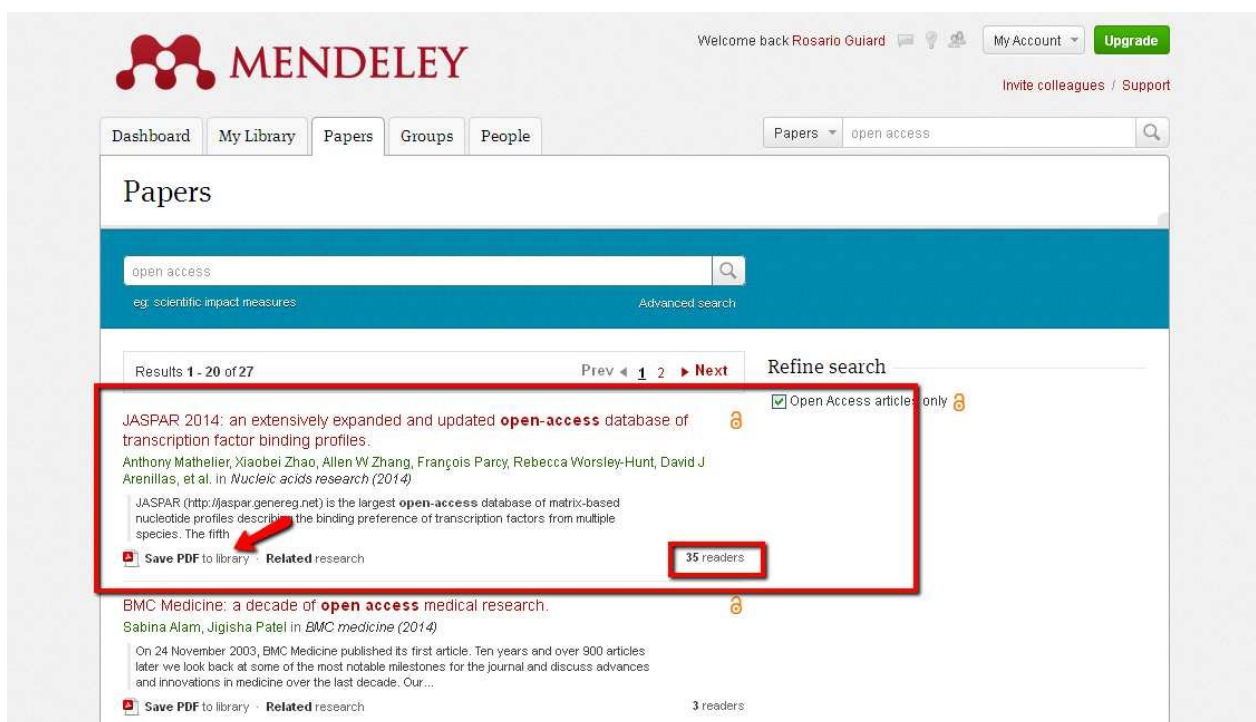 MENDELEY
Welcome back Rosario Guiard
My Account
Upgrade
Invite colleagues / Support
Dashboard
My Library
Papers
Groups
People
Papers
open access
Papers
open access
eg: scientific impact measures
Advanced search
Results 1 - 20 of 27
Prev 1 2 Next
Refine search
Open Access articles only
JASPAR 2014: an extensively expanded and updated open-access database of
transcription factor binding profiles.
Anthony Mathelier, Xiaobei Zhao, Allen W Zhang, François Parcy, Rebecca Worsley-Hunt, David J
Arenillas, et al. in Nucleic acids research (2014)
JASPAR (http://jaspar.genereg.net) is the largest open-access database of matrix-based
nucleotide profiles describing the binding preference of transcription factors from multiple
species. The fifth
Save PDF to library · Related research
35 readers
BMC Medicine: a decade of open access medical research.
Sabina Alam, Jigisha Patel in BMC medicine (2014)
On 24 November 2003, BMC Medicine published its first article. Ten years and over 900 articles
later we look back at some of the most notable milestones for the journal and discuss advances
and innovations in medicine over the last decade. Our...
Save PDF to library · Related research
3 readers